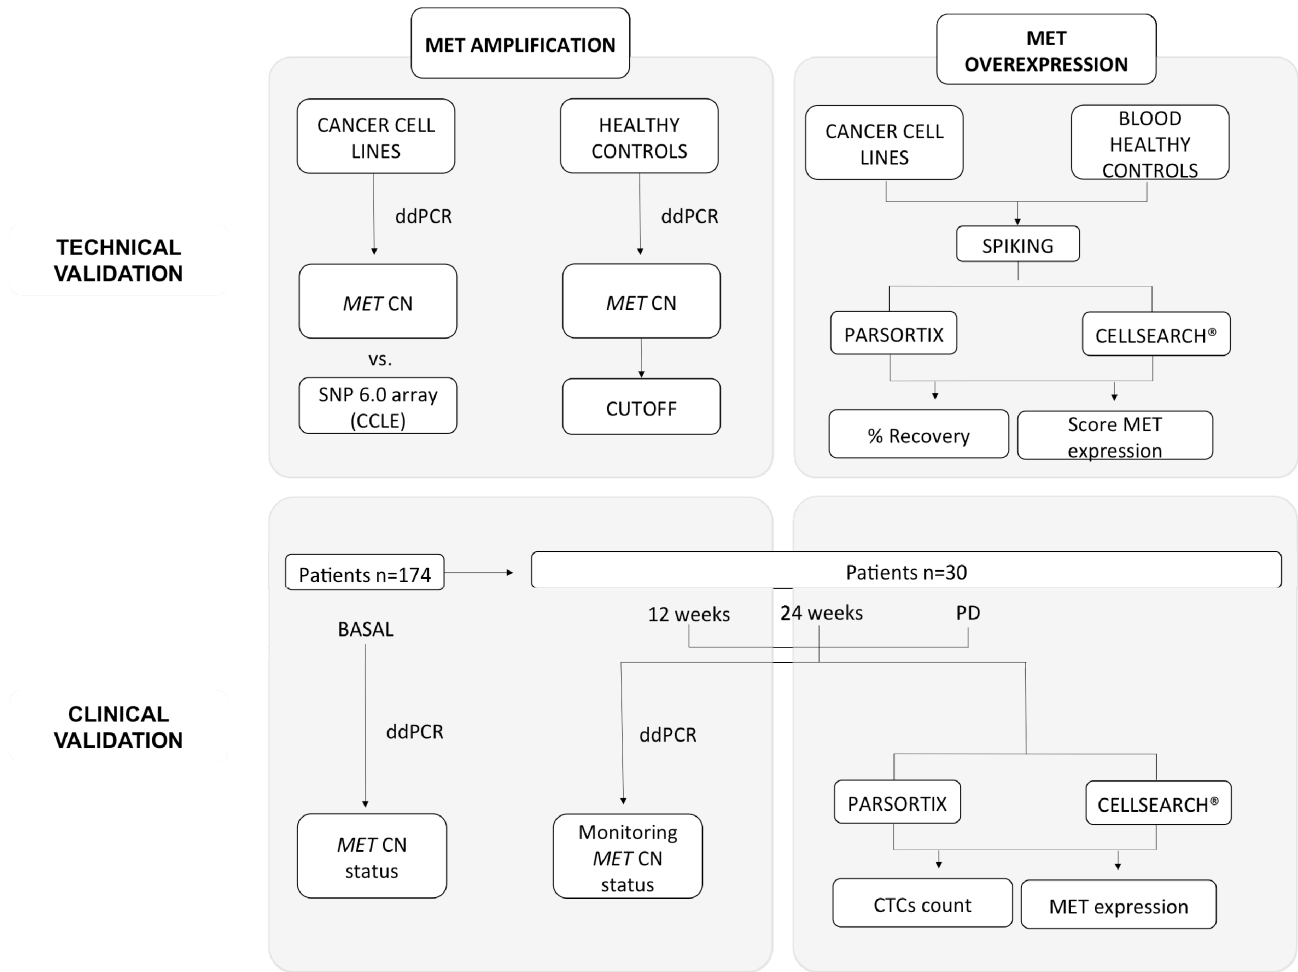 MET AMPLIFICATION
MET
OVEREXPRESSION
TECHNICAL
VALIDATION
CANCER CELL
LINES
HEALTHY
CONTROLS
ddPCR
ddPCR
MET CN
MET CN
vs.
SNP 6.0 array
(CCLE)
CUTOFF
CANCER CELL
LINES
BLOOD
HEALTHY
CONTROLS
SPIKING
PARSORTIX
CELLSEARCH®
% Recovery
Score MET
expression
CLINICAL
VALIDATION
Patients n=174
Patients n=30
BASAL
12 weeks
24 weeks
PD
ddPCR
ddPCR
MET CN
status
Monitoring
MET CN
status
PARSORTIX
CELLSEARCH®
CTCs count
MET expression